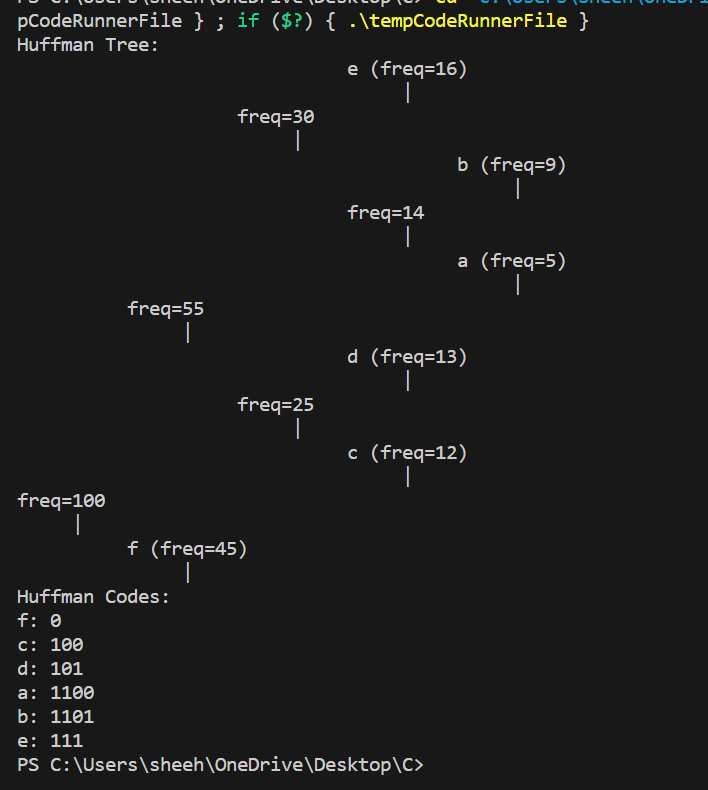 pCodeRunnerFile } ; if ($?) { .\tempCodeRunnerFile }
Huffman Tree:
e (freq=16)
|
freq=30
|
b (freq=9)
|
freq=14
|
a (freq=5)
|
freq=55
|
d (freq=13)
|
freq=25
|
c (freq=12)
|
freq=100
|
f (freq=45)
|
Huffman Codes:
f: 0
c: 100
d: 101
a: 1100
b: 1101
e: 111
PS C:\Users\sheeh\OneDrive\Desktop\C>